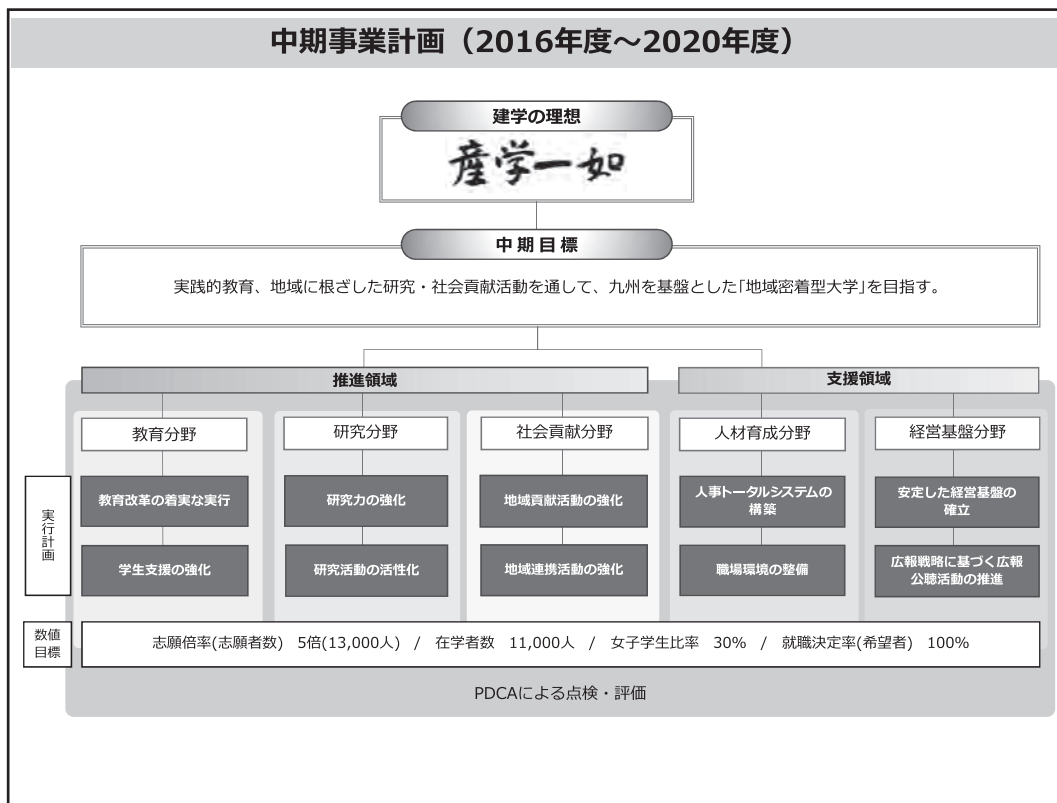 中期事業計画（2016年度～2020年度）
建学の理想
産学一如
中期目標
実践的教育、地域に根ざした研究・社会貢献活動を通して、九州を基盤とした「地域密着型大学」を目指す。
推進領域
支援領域
教育分野
研究分野
社会貢献分野
人材育成分野
経営基盤分野
実行計画
教育改革の着実な実行
研究力の強化
地域貢献活動の強化
人事トータルシステムの
構築
安定した経営基盤の
確立
学生支援の強化
研究活動の活性化
地域連携活動の強化
職場環境の整備
広報戦略に基づく広報
公聴活動の推進
数値
目標
志願倍率(志願者数)　5倍(13,000人)　/　在学者数　11,000人　/　女子学生比率　30%　/　就職決定率(希望者)　100%
PDCAによる点検・評価